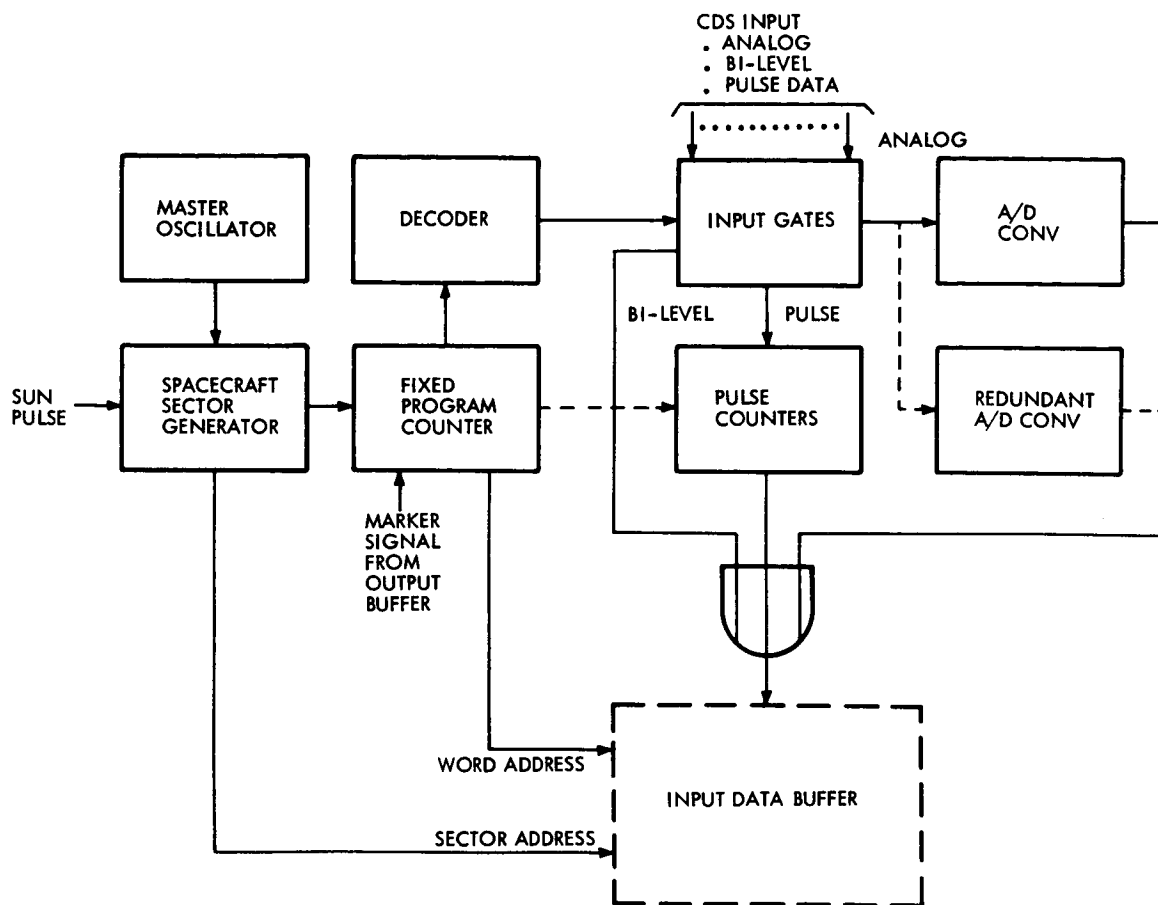 CDS INPUT
. ANALOG
. BI-LEVEL
. PULSE DATA
ANALOG
MASTER
OSCILLATOR
DECODER
INPUT GATES
A/D
CONV
BI-LEVEL
PULSE
SUN
PULSE
SPACECRAFT
SECTOR
GENERATOR
FIXED
PROGRAM
COUNTER
PULSE
COUNTERS
REDUNDANT
A/D CONV
MARKER
SIGNAL
FROM
OUTPUT
BUFFER
WORD ADDRESS
INPUT DATA BUFFER
SECTOR ADDRESS